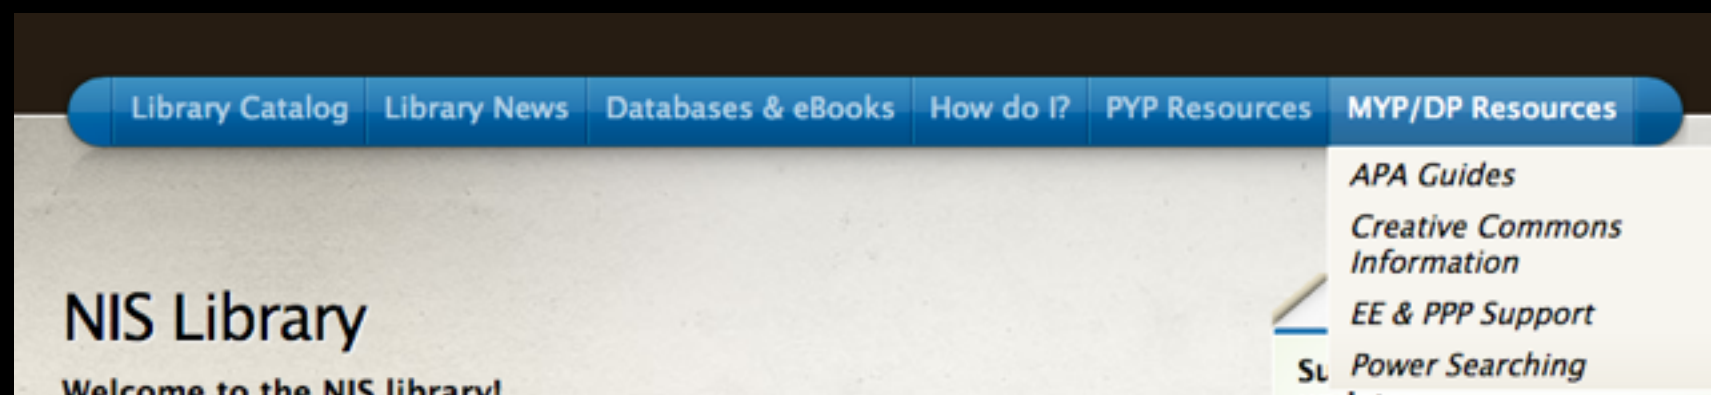 Library Catalog Library News Databases & eBooks How do I? PYP Resources MYP/DP Resources
APA Guides
Creative Commons
Information
EE & PPP Support
Power Searching
NIS Library
Welcome to the NIS library!